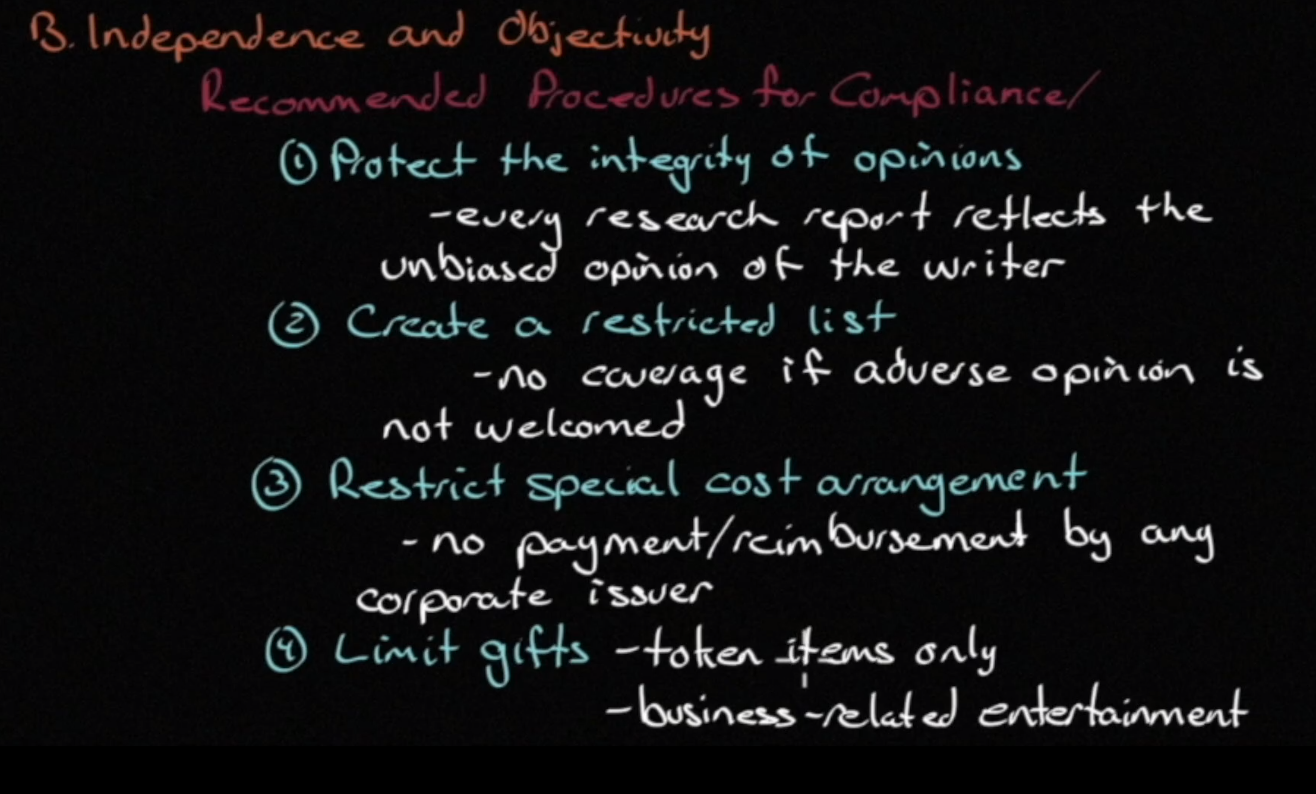 B. Independence and Objectivity
Recommended Procedures for Compliance/
① Protect the integrity of opinions
-every research report reflects the
unbiased opinion of the writer
② Create a restricted list
-no coverage if adverse opinion is
not welcomed
③ Restrict special cost arrangement
- no payment/reimbursement by any
corporate issuer
④ Limit gifts -token items only
-business-related entertainment